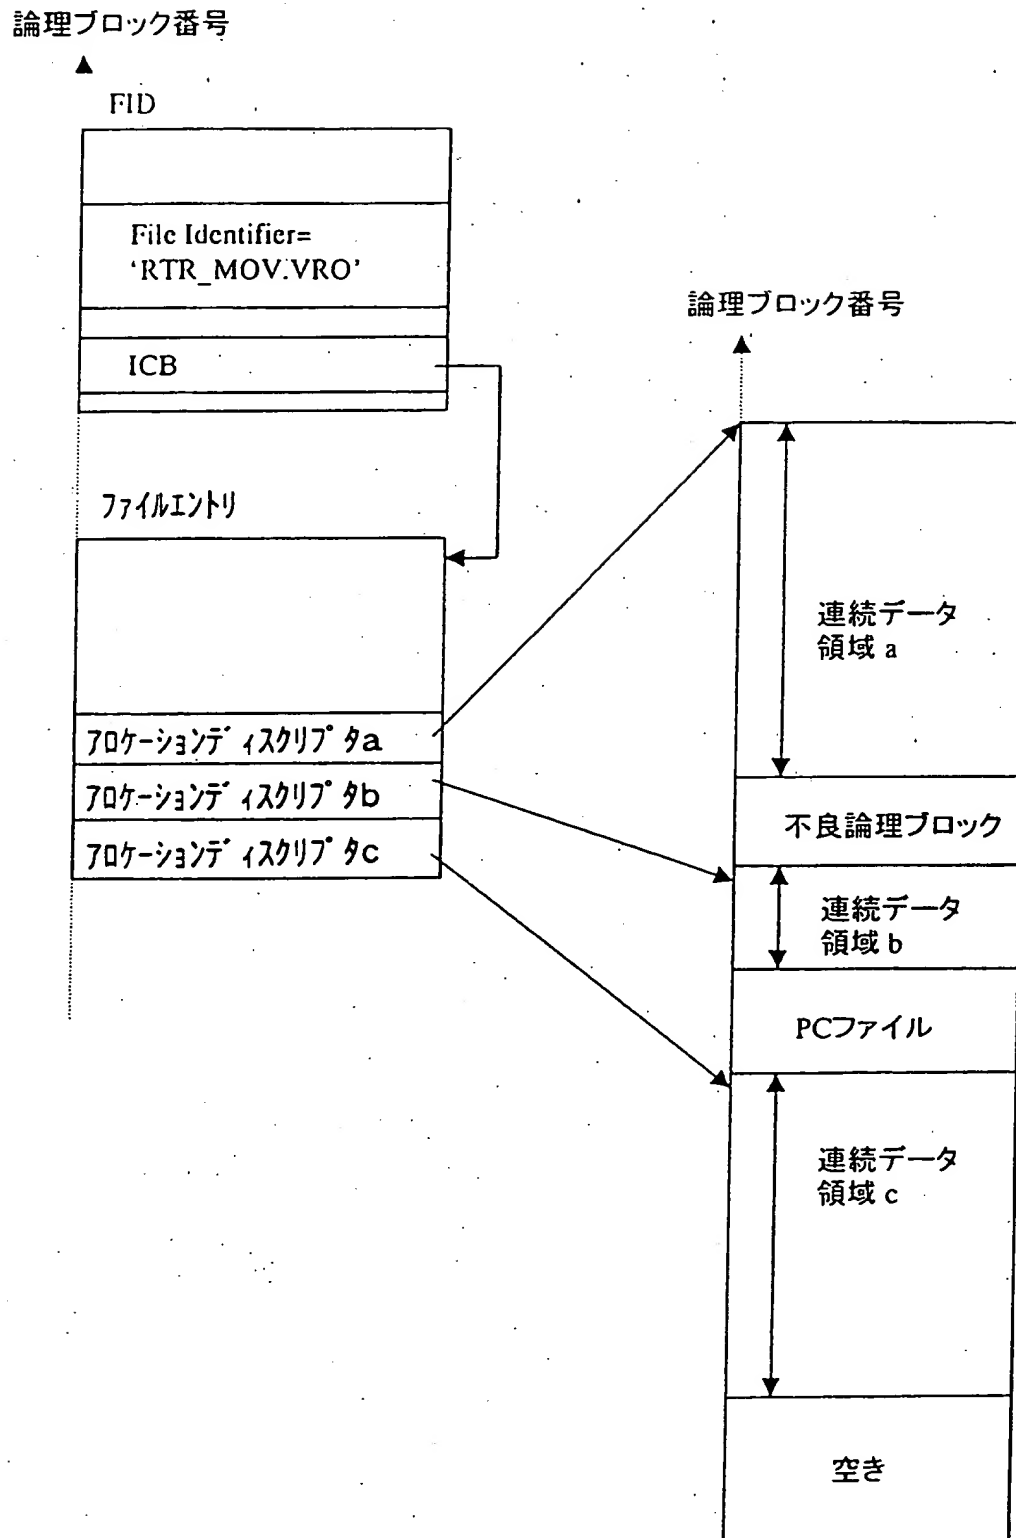 論理ブロック番号
FID
File Identifier=
‘RTR_MOV.VRO’
ICB
ファイルエントリ
アロケーションディスクリプタa
アロケーションディスクリプタb
アロケーションディスクリプタc
論理ブロック番号
連続データ
領域 a
不良論理ブロック
連続データ
領域 b
PCファイル
連続データ
領域 c
空き